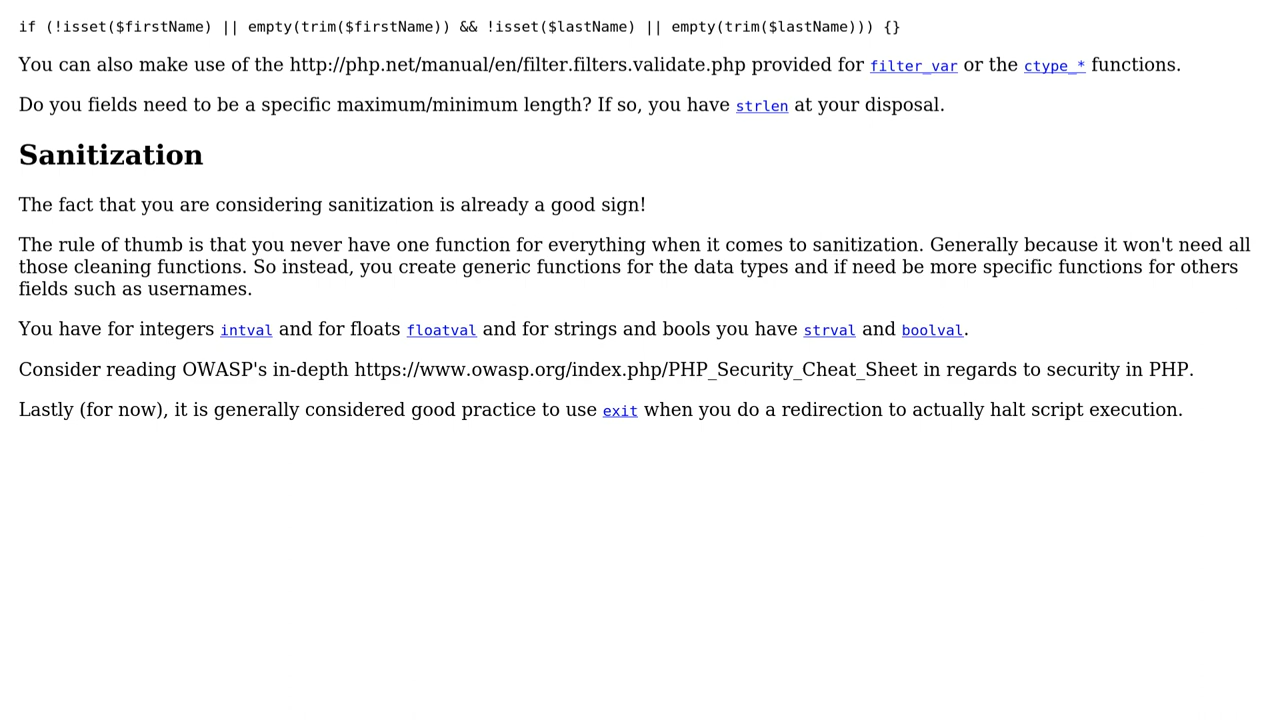 if (!isset($firstName) || empty(trim($firstName)) && !isset($lastName) || empty(trim($lastName))) {}
You can also make use of the http://php.net/manual/en/filter.filters.validate.php provided for filter_var or the ctype_* functions.
Do you fields need to be a specific maximum/minimum length? If so, you have strlen at your disposal.
Sanitization
The fact that you are considering sanitization is already a good sign!
The rule of thumb is that you never have one function for everything when it comes to sanitization. Generally because it won't need all
those cleaning functions. So instead, you create generic functions for the data types and if need be more specific functions for others
fields such as usernames.
You have for integers intval and for floats floatval and for strings and bools you have strval and boolval.
Consider reading OWASP's in-depth https://www.owasp.org/index.php/PHP_Security_Cheat_Sheet in regards to security in PHP.
Lastly (for now), it is generally considered good practice to use exit when you do a redirection to actually halt script execution.